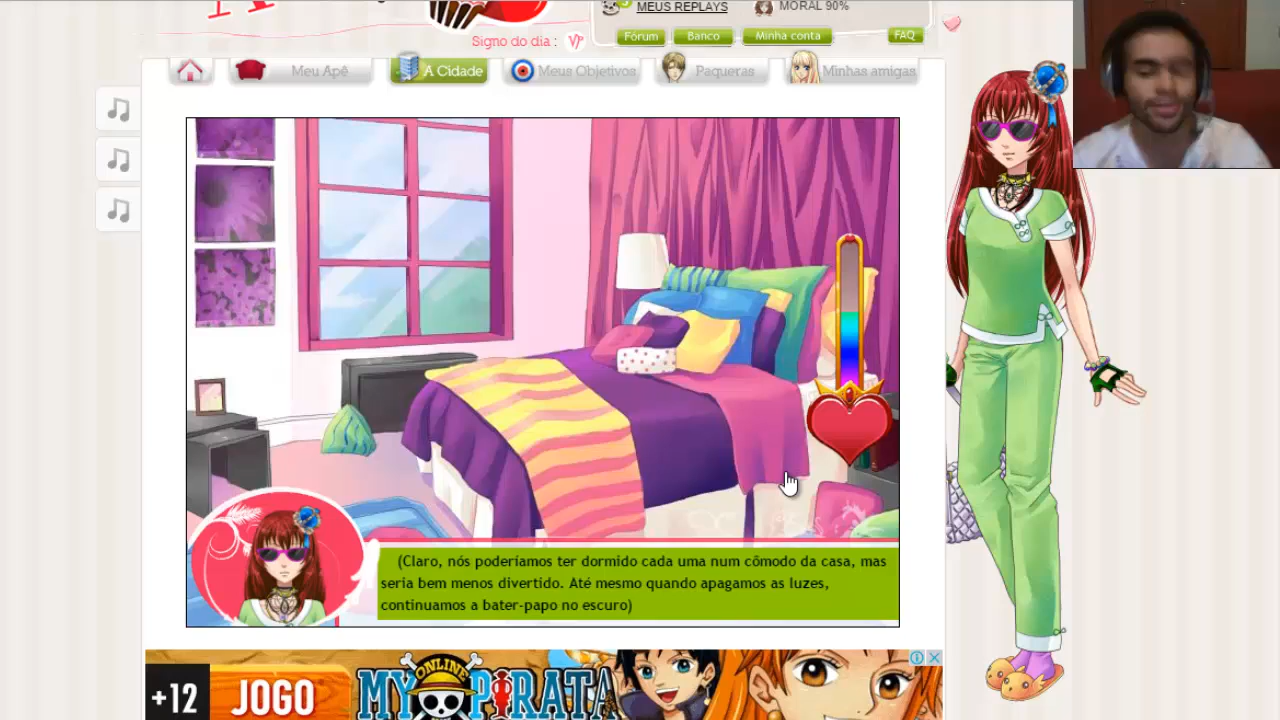 MEUS REPLAYS
MORAL 90%
Signo do dia :
Fórum
Banco
Minha conta
FAQ
Meu Apê
A Cidade
Meus Objetivos
Paqueras
Minhas amigas
(Claro, nós poderíamos ter dormido cada uma num cômodo da casa, mas
seria bem menos divertido. Até mesmo quando apagamos as luzes,
continuamos a bater-papo no escuro)
+12
JOGO
ONLINE
MY PIRATA